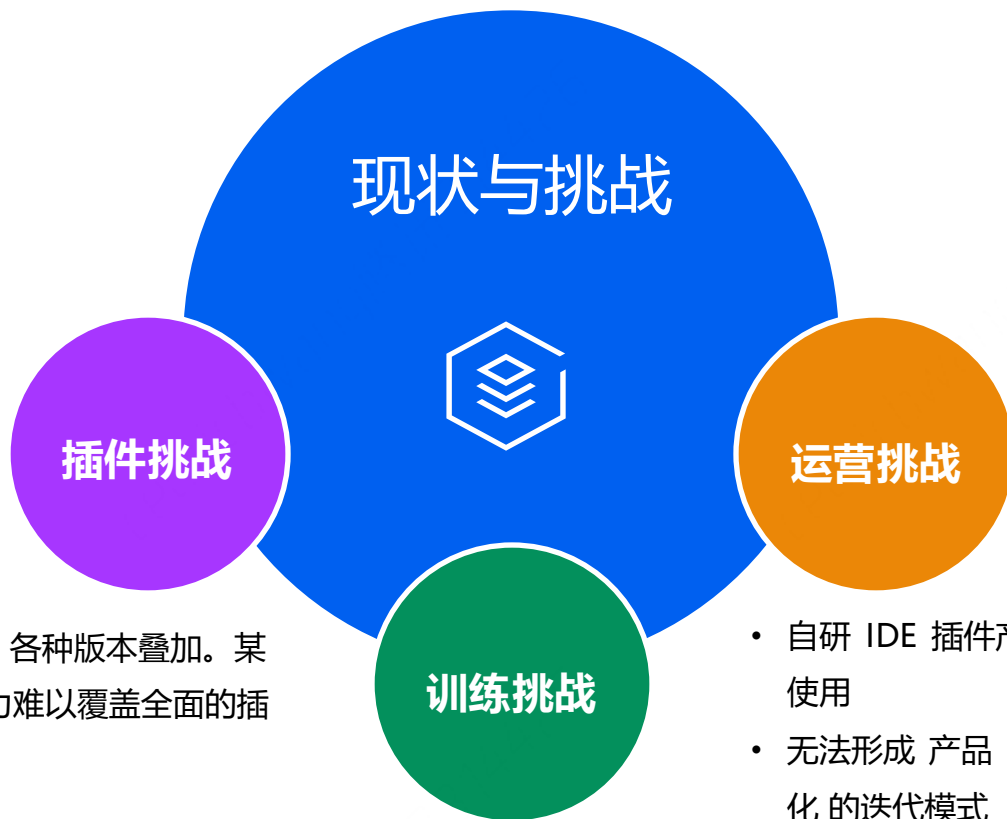 现状与挑战
插件挑战
运营挑战
训练挑战
各种版本叠加。某
难以覆盖全面的插
• 自研 IDE 插件
使用
• 无法形成 产品
化 的迭代模式